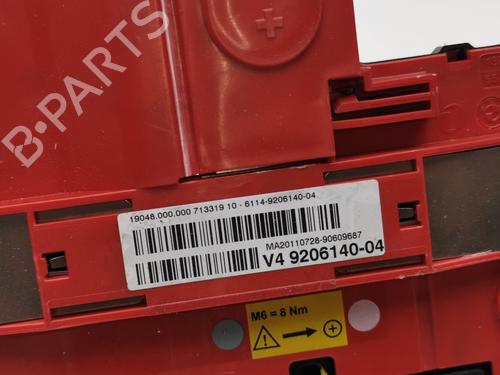 B-PARTS
19048.000.000 713319 10 - 6114-9206140-04
MA20110728-90609687
V4 9206140-04
M6 = 8 Nm